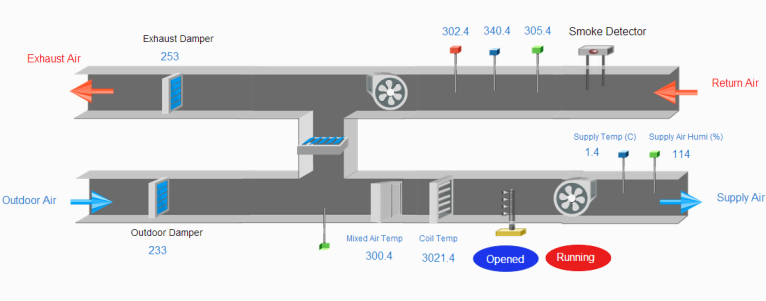 302.4 340.4 305.4 Smoke Detector
Exhaust Damper
253
Exhaust Air
Return Air
Supply Temp (C) Supply Air Humi (%)
1.4 114
Outdoor Air
Supply Air
Outdoor Damper
233
Mixed Air Temp Coil Temp
300.4 3021.4
Opened Running